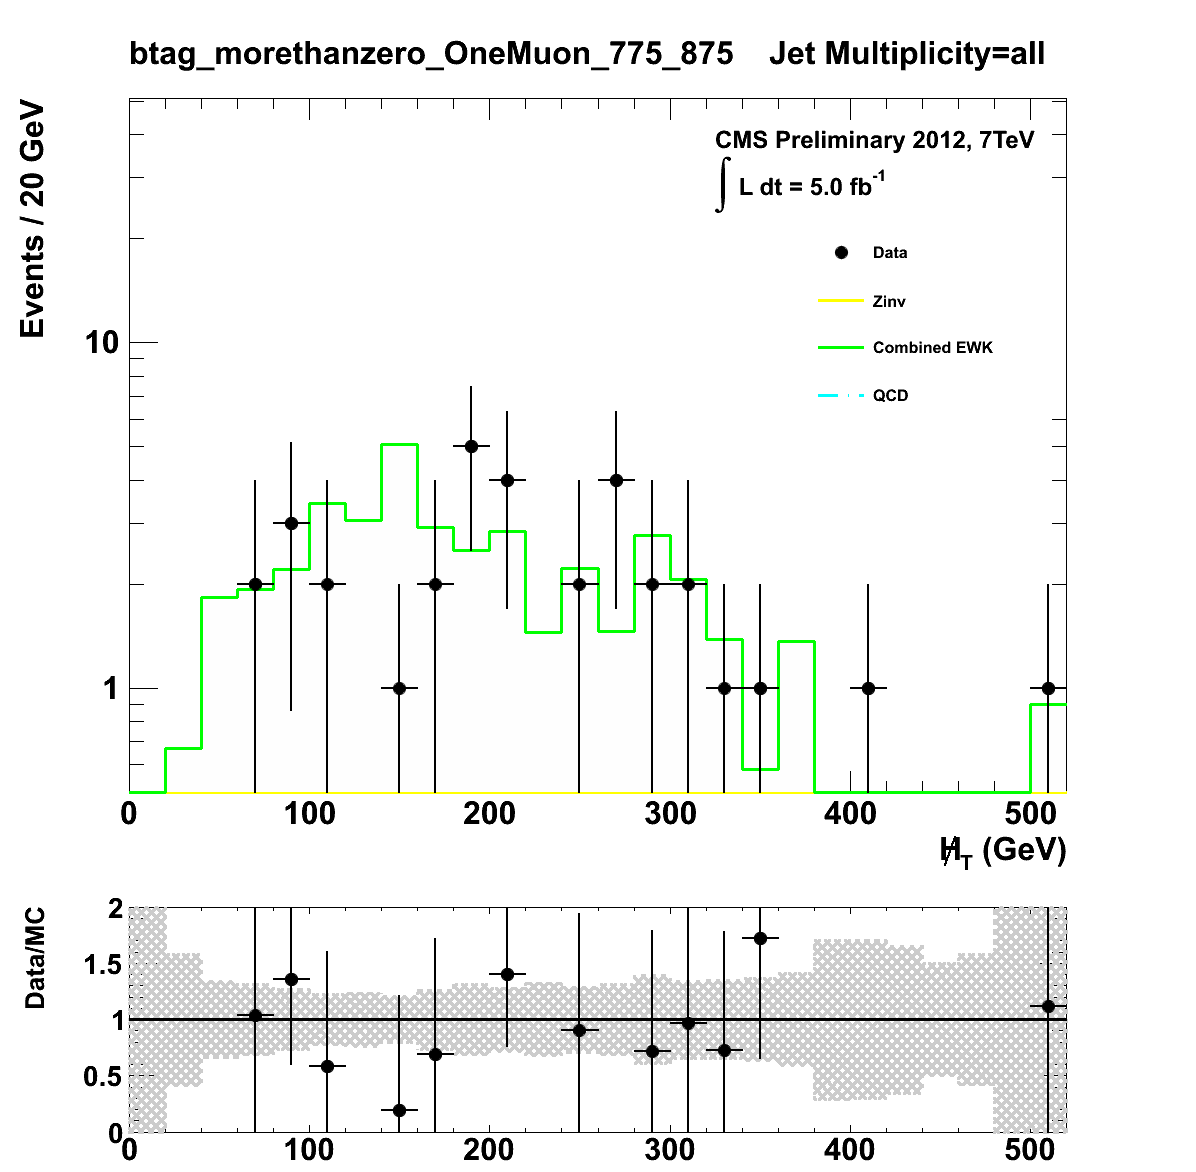 btag_morethanzero_OneMuon_775_875 Jet Multiplicity=all
Events / 20 GeV
CMS Preliminary 2012, 7TeV
∫ L dt = 5.0 fb⁻¹
Data
Zinv
Combined EWK
QCD
10
1
0 100 200 300 400 500
H̸T (GeV)
Data/MC
2
1.5
1
0.5
0
0 100 200 300 400 500